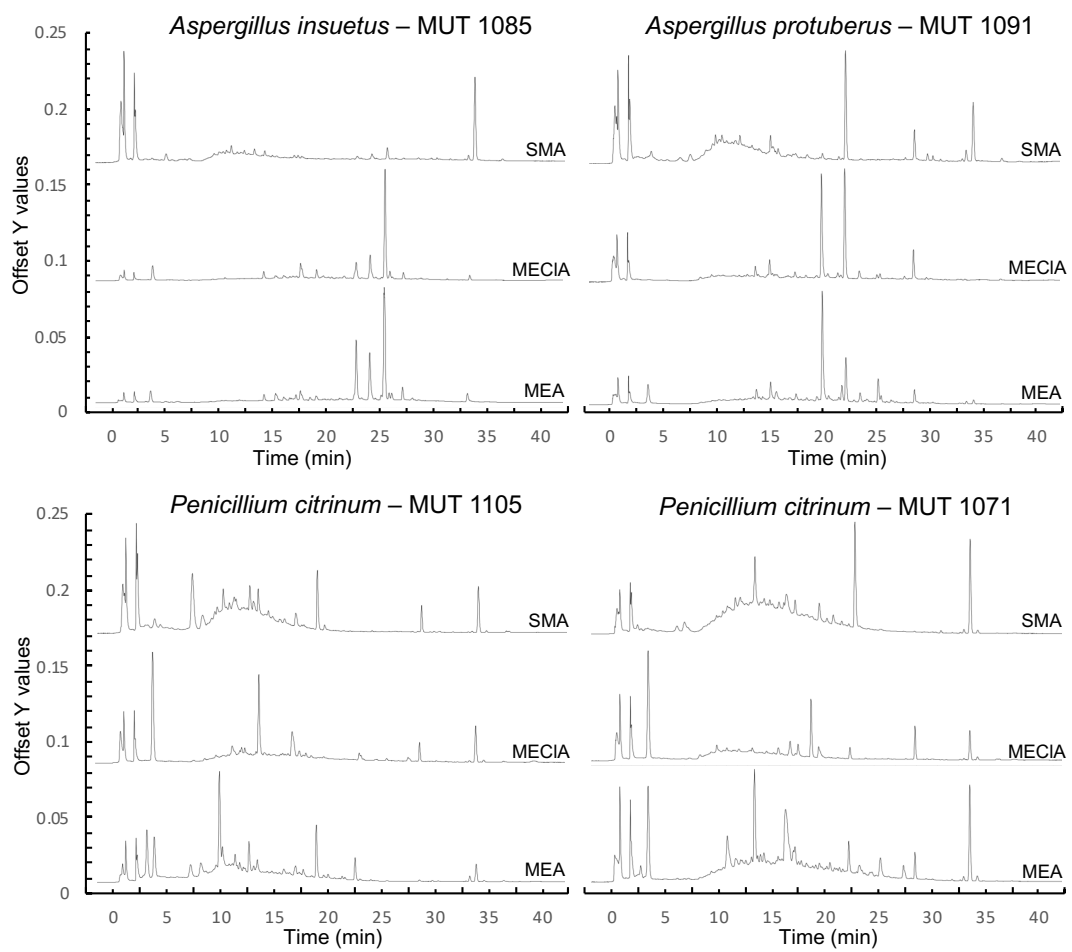 Aspergillus insuetus – MUT 1085
Aspergillus protuberus – MUT 1091
Offset Y values
0.25
0.2
0.15
0.1
0.05
0
SMA
MECIA
MEA
SMA
MECIA
MEA
0 5 10 15 20 25 30 35 40
Time (min)
0 5 10 15 20 25 30 35 40
Time (min)
Penicillium citrinum – MUT 1105
Penicillium citrinum – MUT 1071
Offset Y values
0.25
0.2
0.15
0.1
0.05
0
SMA
MECIA
MEA
SMA
MECIA
MEA
0 5 10 15 20 25 30 35 40
Time (min)
0 5 10 15 20 25 30 35 40
Time (min)